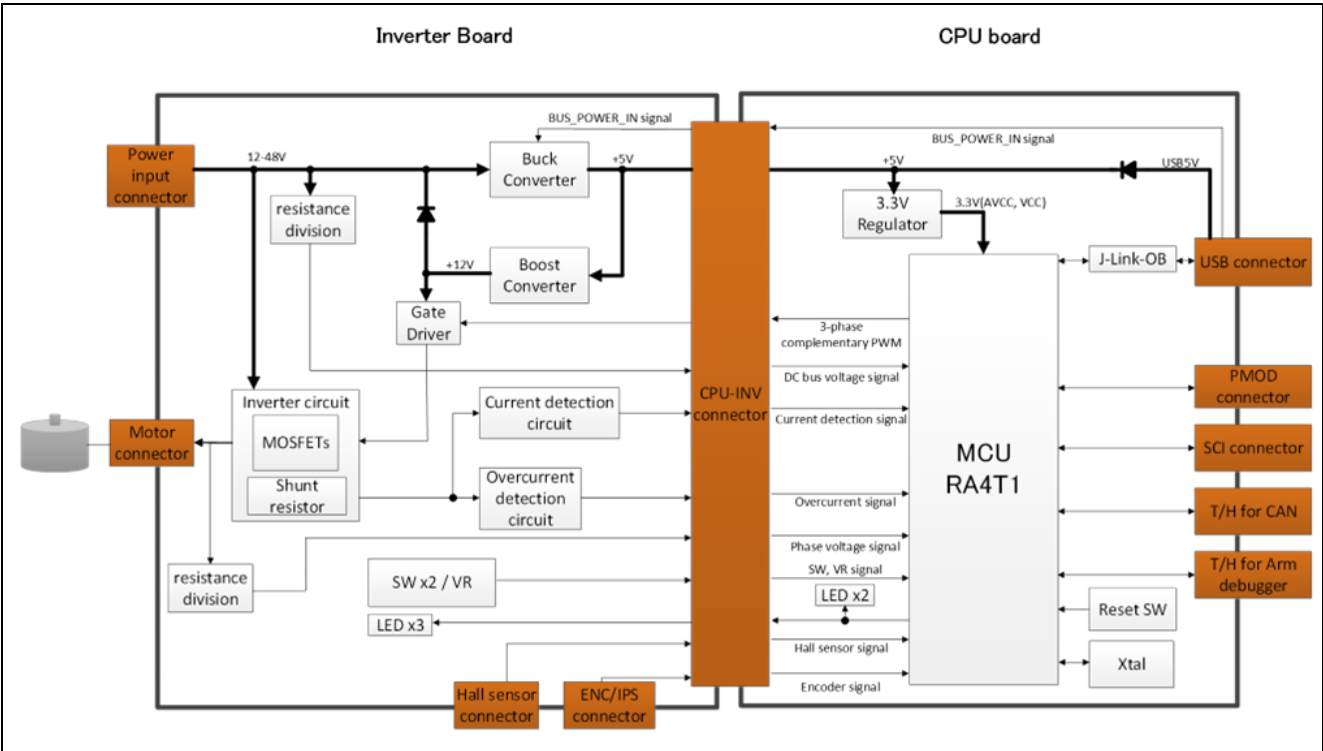 Inverter Board
CPU board
BUS_POWER_IN signal
BUS_POWER_IN signal
Power
input
connector
12-48V
Buck
Converter
+5V
+5V
USB5V
resistance
division
3.3V
Regulator
3.3V(AVCC, VCC)
+12V
Boost
Converter
J-Link-OB
USB connector
Gate
Driver
3-phase
complementary PWM
DC bus voltage signal
PMOD
connector
CPU-INV
connector
Inverter circuit
MOSFETs
Shunt
resistor
Current detection
circuit
Current detection signal
Motor
connector
MCU
RA4T1
SCI connector
Overcurrent
detection
circuit
Overcurrent signal
T/H for CAN
Phase voltage signal
resistance
division
SW x2 / VR
SW, VR signal
T/H for Arm
debugger
LED x2
Reset SW
LED x3
Hall sensor signal
Xtal
Hall sensor
connector
ENC/IPS
connector
Encoder signal